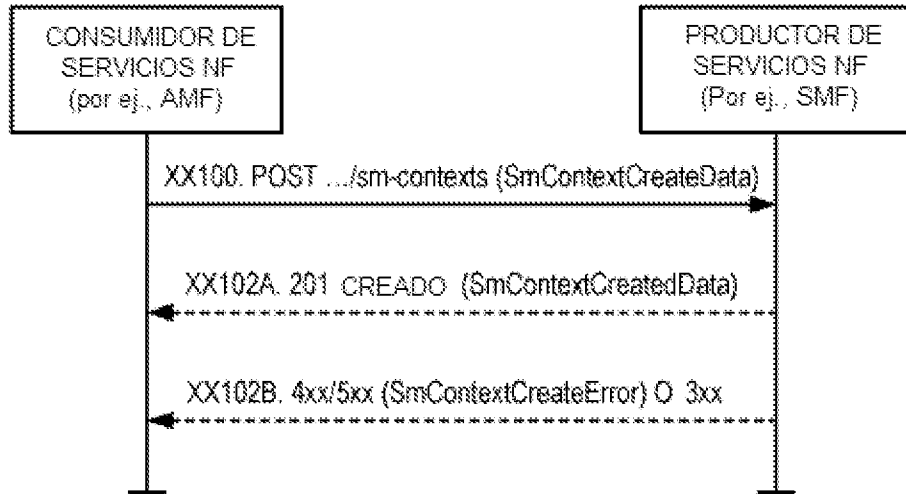 CONSUMIDOR DE
SERVICIOS NF
(por ej., AMF)
PRODUCTOR DE
SERVICIOS NF
(Por ej., SMF)
XX100. POST .../sm-contexts (SmContextCreateData)
XX102A. 201 CREADO (SmContextCreatedData)
XX102B. 4xx/5xx (SmContextCreateError) O 3xx